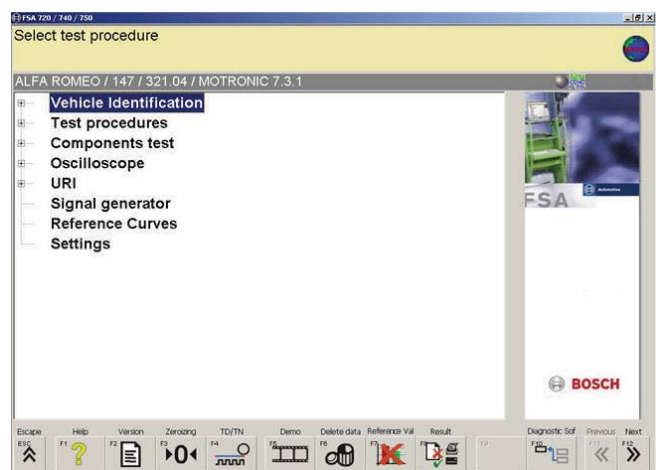 FSA 720 / 740 / 750
Select test procedure
ALFA ROMEO / 147 / 321.04 / MOTRONIC 7.3.1
Vehicle Identification
Test procedures
Components test
Oscilloscope
URI
Signal generator
Reference Curves
Settings
FSA
BOSCH
Escape Help Version Zeroizing TD/TN Demo Delete data Reference Val Result Diagnostic Sof Previous Next
ESC F1 F2 F3 F4 F5 F6 F7 F8 F9 F10 F11 F12